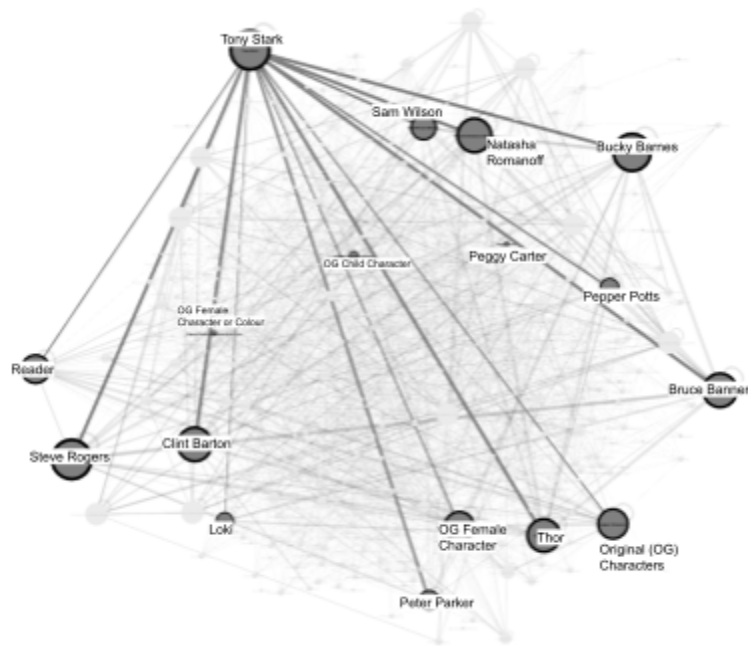 Tony Stark
Sam Wilson
Natasha
Romanoff
Bucky Barnes
OG Child Character
Peggy Carter
Pepper Potts
OG Female
Character or Colour
Reader
Bruce Banner
Steve Rogers
Clint Barton
Loki
OG Female
Character
Thor
Original (OG)
Characters
Peter Parker